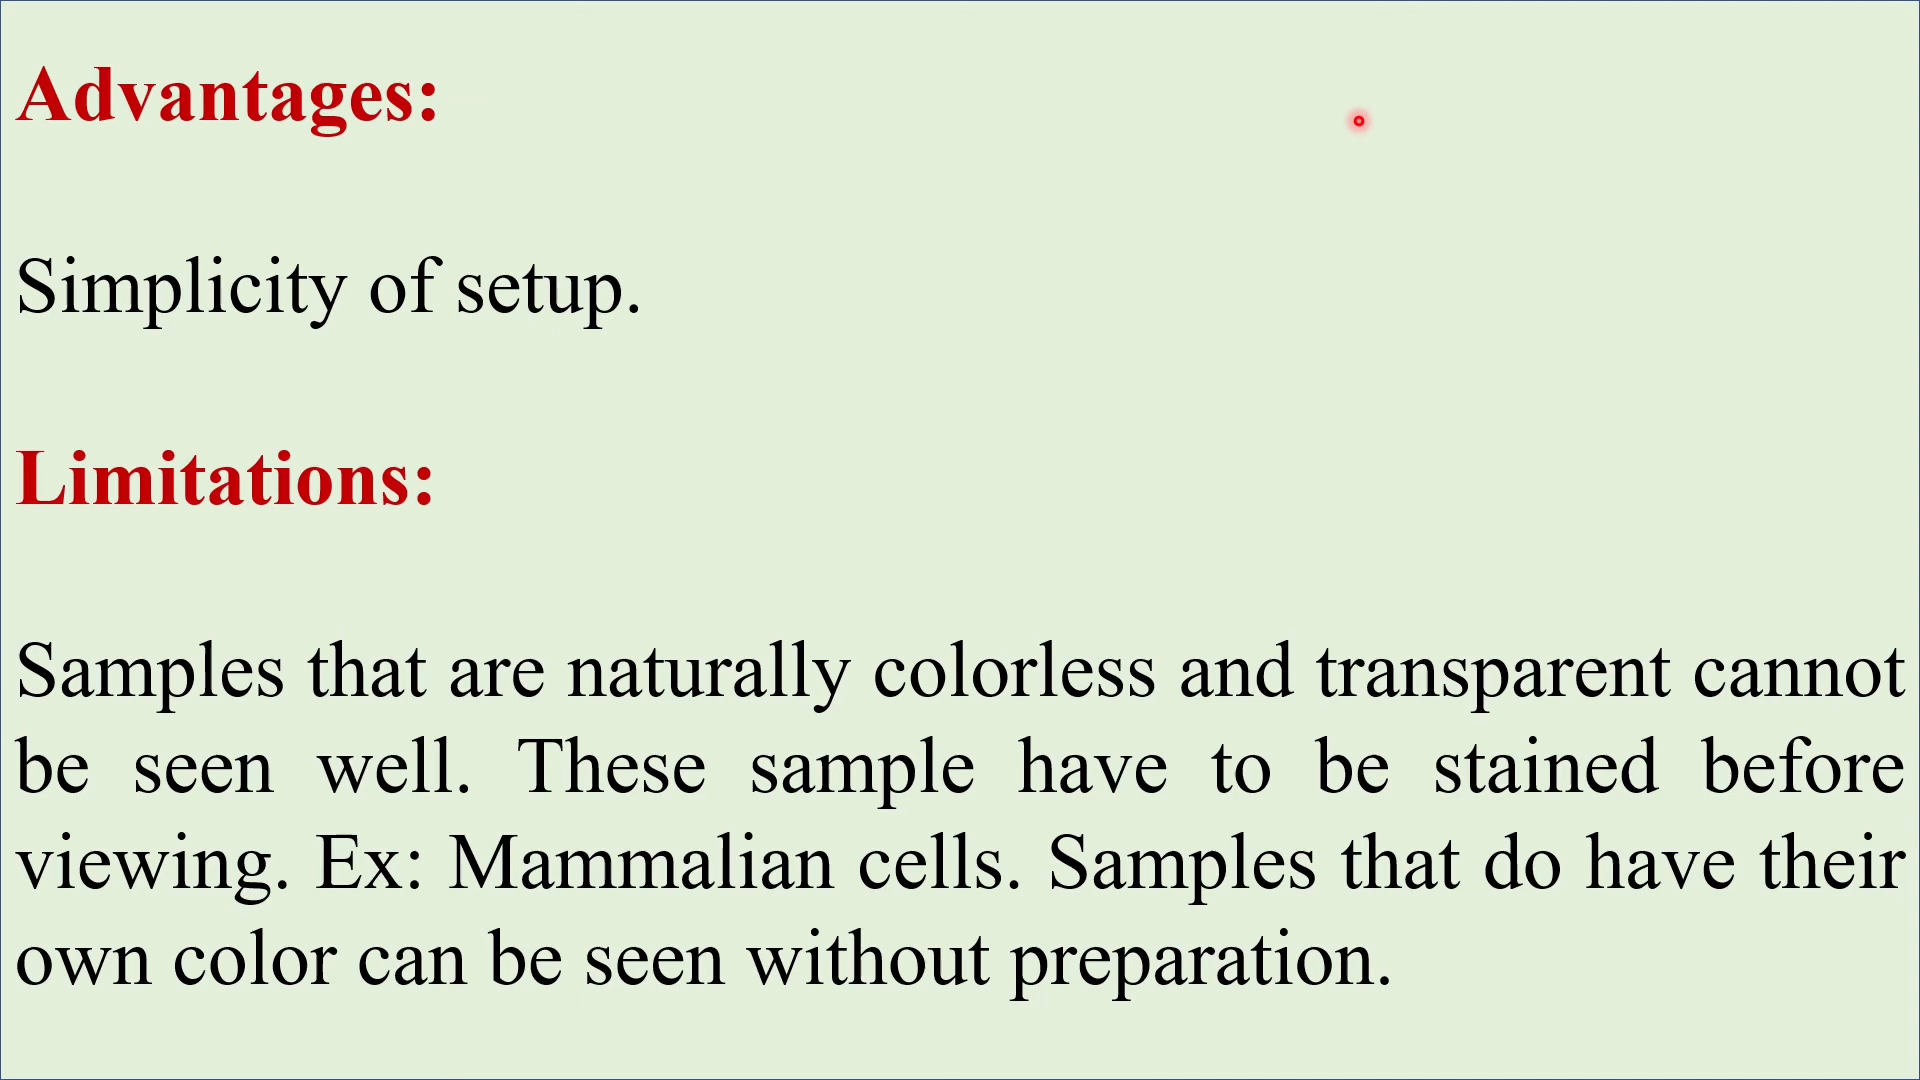 Advantages:
Simplicity of setup.
Limitations:
Samples that are naturally colorless and transparent cannot
be seen well. These sample have to be stained before
viewing. Ex: Mammalian cells. Samples that do have their
own color can be seen without preparation.